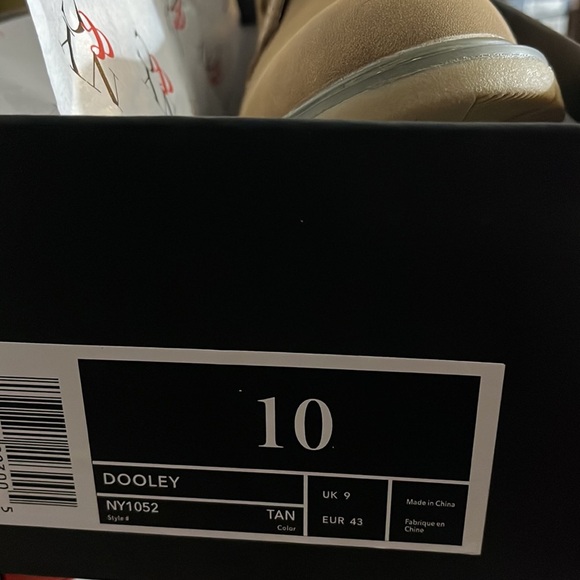 10
DOOLEY
NY1052
Style #
TAN
Color
UK 9
EUR 43
Made in China
Fabriqué en
Chine